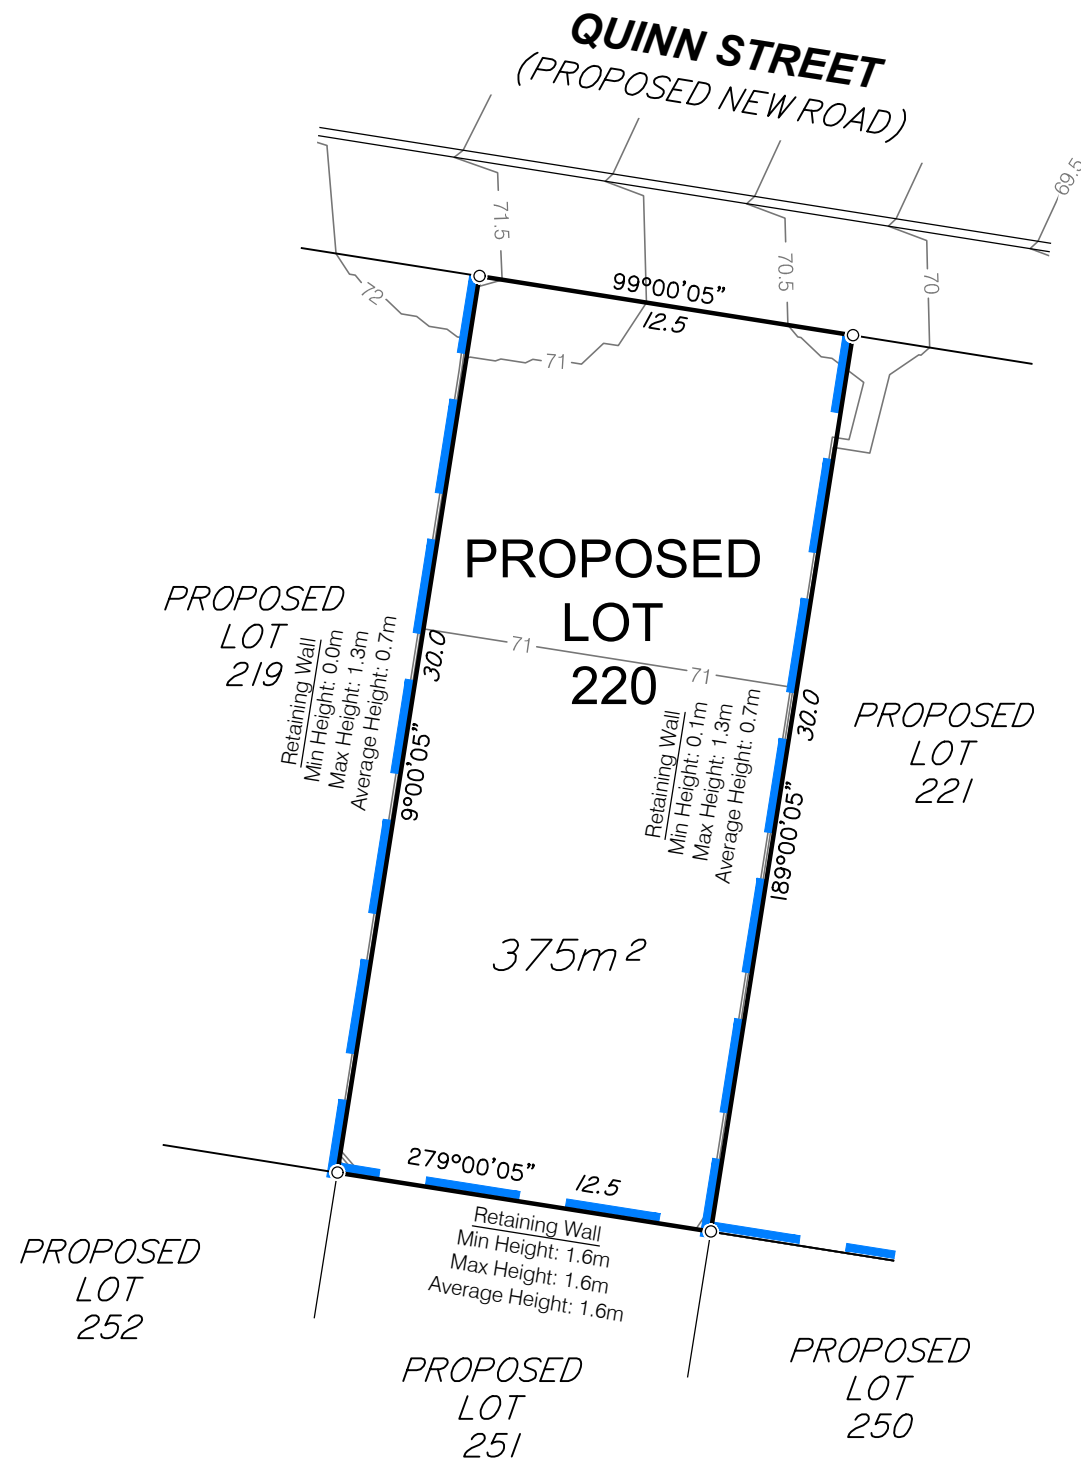 QUINN STREET
(PROPOSED NEW ROAD)
69.5
71.5
70.5
70
72
99°00'05"
12.5
71
PROPOSED
LOT
220
PROPOSED
LOT
219
Retaining Wall
Min Height: 0.0m
Max Height: 1.3m
Average Height: 0.7m
30.0
9°00'05"
71
71
Retaining Wall
Min Height: 0.1m
Max Height: 1.3m
Average Height: 0.7m
30.0
189°00'05"
PROPOSED
LOT
221
375m²
279°00'05"
12.5
Retaining Wall
Min Height: 1.6m
Max Height: 1.6m
Average Height: 1.6m
PROPOSED
LOT
252
PROPOSED
LOT
251
PROPOSED
LOT
250